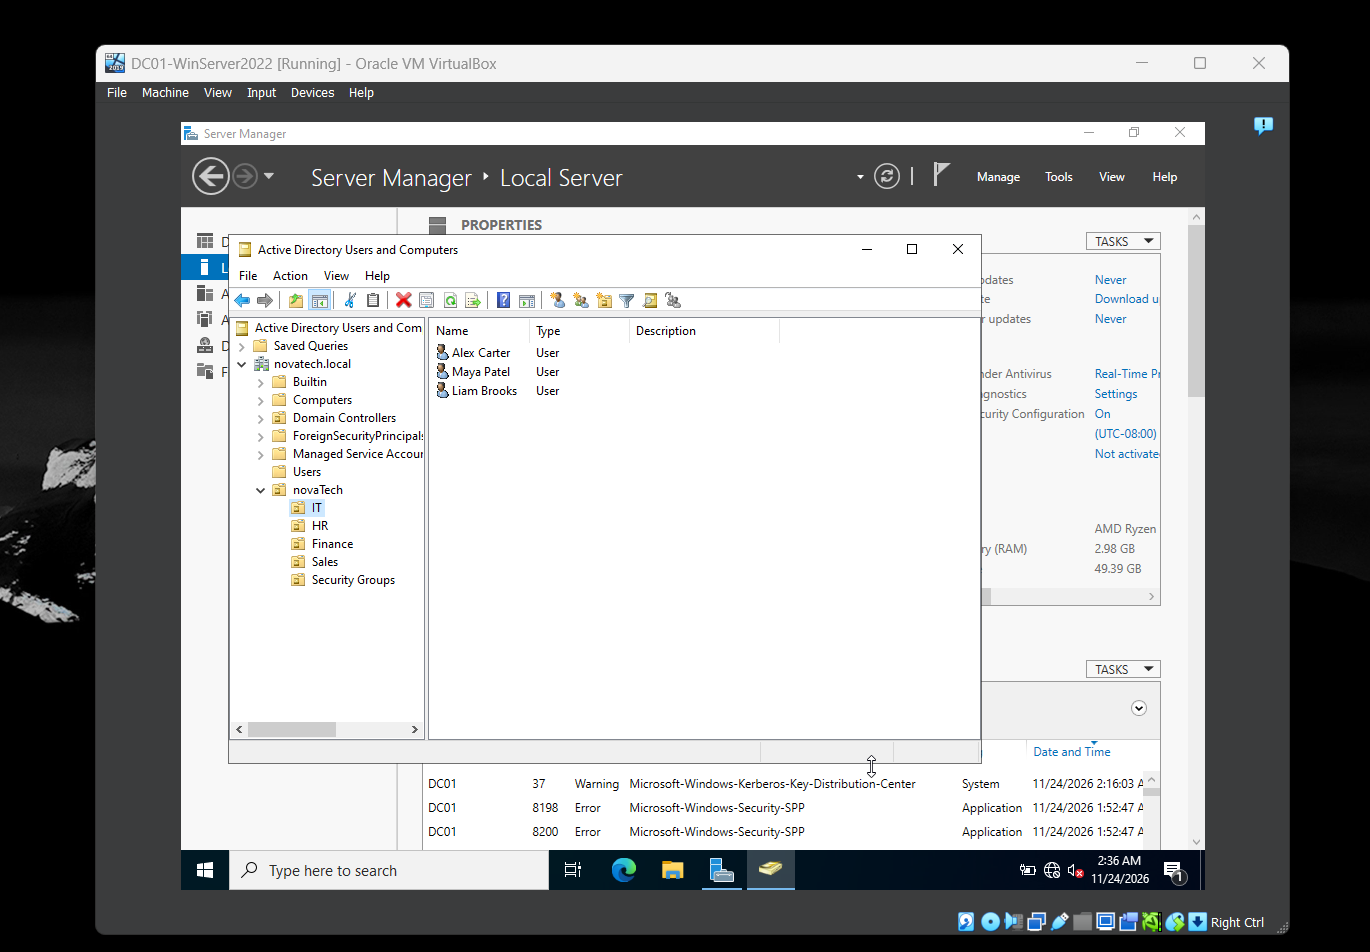 DC01-WinServer2022 [Running] - Oracle VM VirtualBox
File Machine View Input Devices Help
Server Manager
Server Manager Local Server
Manage Tools View Help
PROPERTIES
TASKS
D
L
A
A
D
F
Active Directory Users and Computers
File Action View Help
Active Directory Users and Com
Saved Queries
novatech.local
Builtin
Computers
Domain Controllers
ForeignSecurityPrincipals
Managed Service Accour
Users
novaTech
IT
HR
Finance
Sales
Security Groups
Name Type Description
Alex Carter User
Maya Patel User
Liam Brooks User
pdates Never
te Download u
r updates Never
nder Antivirus Real-Time Pr
agnostics Settings
curity Configuration On
(UTC-08:00)
Not activate
AMD Ryzen
ry (RAM) 2.98 GB
49.39 GB
TASKS
Date and Time
DC01 37 Warning Microsoft-Windows-Kerberos-Key-Distribution-Center System 11/24/2026 2:16:03 A
DC01 8198 Error Microsoft-Windows-Security-SPP Application 11/24/2026 1:52:47 A
DC01 8200 Error Microsoft-Windows-Security-SPP Application 11/24/2026 1:52:47 A
Type here to search
2:36 AM
11/24/2026
1
Right Ctrl